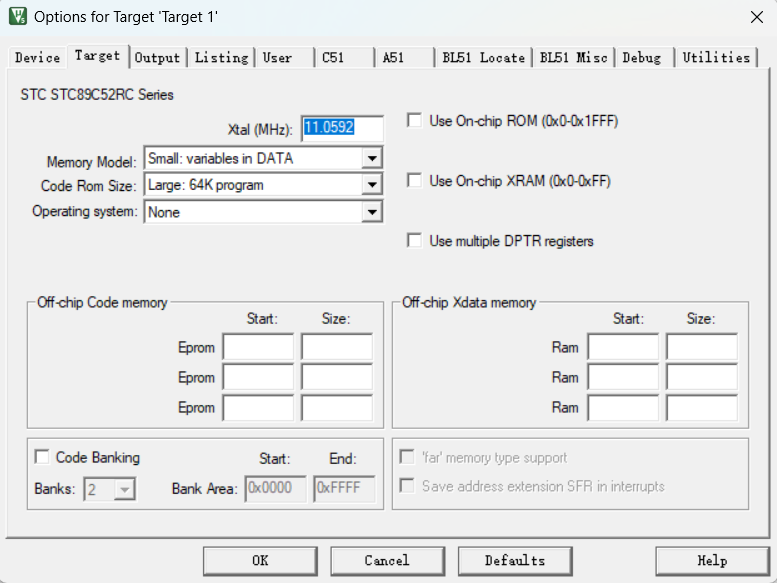 Options for Target 'Target 1'
Device Target Output Listing User C51 A51 BL51 Locate BL51 Misc Debug Utilities
STC STC89C52RC Series
Xtal (MHz): 11.0592
Use On-chip ROM (0x0-0x1FFF)
Memory Model: Small: variables in DATA
Code Rom Size: Large: 64K program
Use On-chip XRAM (0x0-0xFF)
Operating system: None
Use multiple DPTR registers
Off-chip Code memory
Start: Size:
Eprom
Eprom
Eprom
Off-chip Xdata memory
Start: Size:
Ram
Ram
Ram
Code Banking Start: End:
Banks: 2 Bank Area: 0x0000 0xFFFF
'far' memory type support
Save address extension SFR in interrupts
OK Cancel Defaults Help